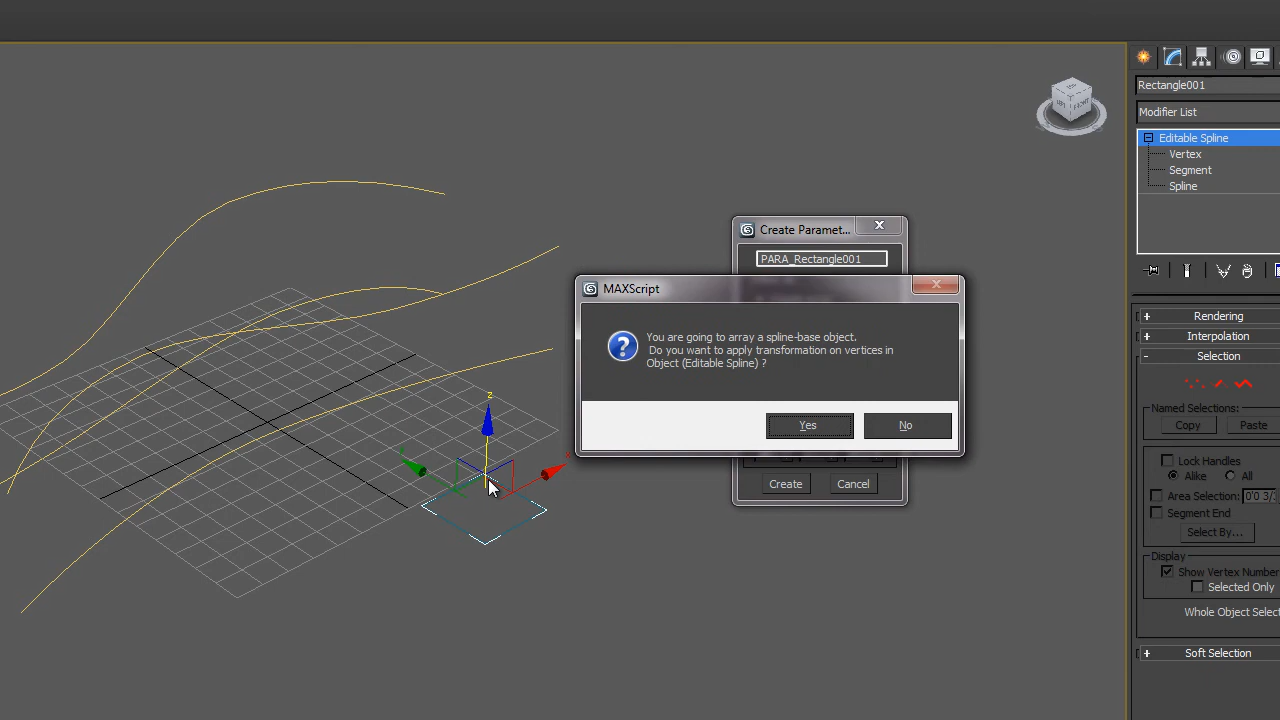 Rectangle001
Modifier List
Editable Spline
Vertex
Segment
Spline
Create Paramet...
PARA_Rectangle001
MAXScript
You are going to array a spline-base object.
Do you want to apply transformation on vertices in
Object (Editable Spline) ?
Yes
No
Create
Cancel
z
Rendering
Interpolation
Selection
Named Selections:
Copy
Paste
Lock Handles
Alike
All
Area Selection:
0'0 3/
Segment End
Select By...
Display
Show Vertex Number
Selected Only
Whole Object Select
Soft Selection